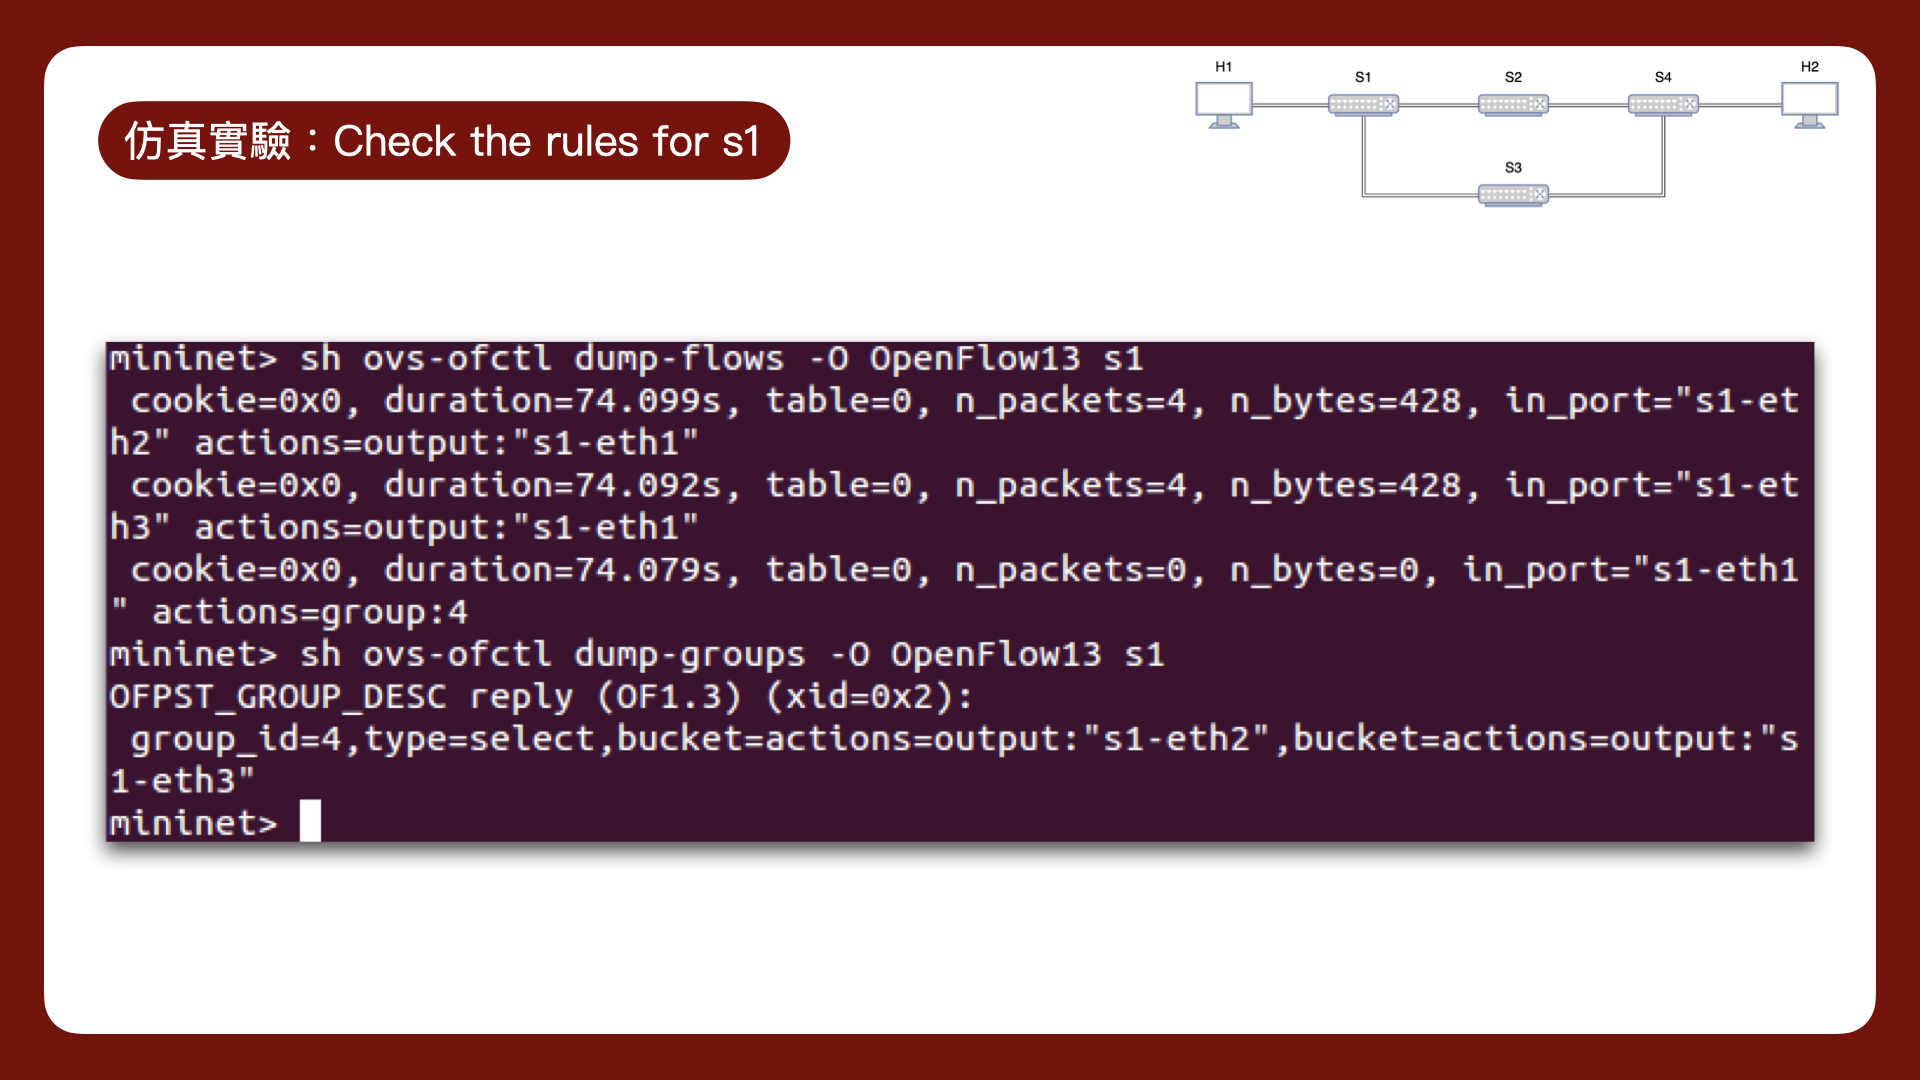 仿真實驗：Check the rules for s1
H1
S1
S2
S4
H2
S3
mininet> sh ovs-ofctl dump-flows -O OpenFlow13 s1
 cookie=0x0, duration=74.099s, table=0, n_packets=4, n_bytes=428, in_port="s1-et
h2" actions=output:"s1-eth1"
 cookie=0x0, duration=74.092s, table=0, n_packets=4, n_bytes=428, in_port="s1-et
h3" actions=output:"s1-eth1"
 cookie=0x0, duration=74.079s, table=0, n_packets=0, n_bytes=0, in_port="s1-eth1
" actions=group:4
mininet> sh ovs-ofctl dump-groups -O OpenFlow13 s1
OFPST_GROUP_DESC reply (OF1.3) (xid=0x2):
 group_id=4,type=select,bucket=actions=output:"s1-eth2",bucket=actions=output:"s
1-eth3"
mininet>